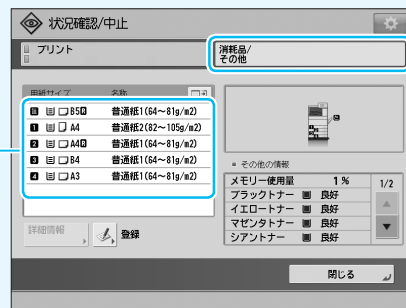 状況確認/中止
プリント
消耗品/
その他
用紙サイズ 名称
B5R 普通紙1(64～81g/m2)
1 A4 普通紙2(82～105g/m2)
2 A4R 普通紙1(64～81g/m2)
3 B4 普通紙1(64～81g/m2)
4 A3 普通紙1(64～81g/m2)
詳細情報
登録
その他の情報
メモリー使用量 1 %
ブラックトナー 良好
イエロートナー 良好
マゼンタトナー 良好
シアントナー 良好
1/2
閉じる